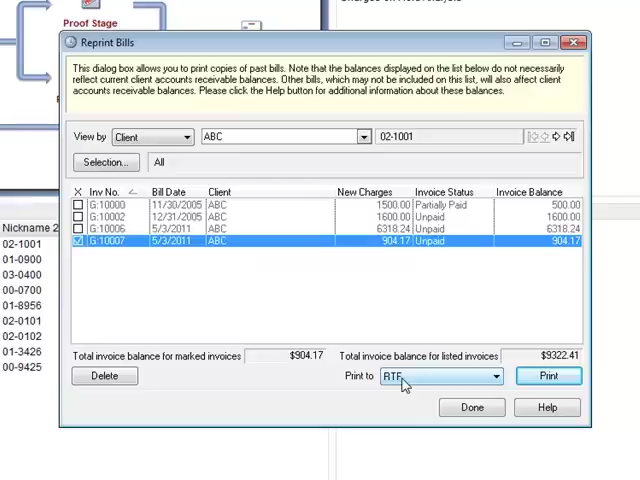 Proof Stage
Reprint Bills
This dialog box allows you to print copies of past bills. Note that the balances displayed on the list below do not necessarily
reflect current client accounts receivable balances. Other bills, which may not be included on this list, will also affect client
accounts receivable balances. Please click the Help button for additional information about these balances.
View by Client ABC 02-1001
Selection... All
X Inv No. Bill Date Client New Charges Invoice Status Invoice Balance
G:10000 11/30/2005 ABC 1500.00 Partially Paid 500.00
G:10002 12/31/2005 ABC 1600.00 Unpaid 1600.00
G:10006 5/3/2011 ABC 6318.24 Unpaid 6318.24
G:10007 5/3/2011 ABC 904.17 Unpaid 904.17
Total invoice balance for marked invoices $904.17 Total invoice balance for listed invoices $9322.41
Delete Print to RTF Print
Done Help
Nickname 2
02-1001
01-0900
03-0400
00-0700
01-8956
02-0101
02-0102
01-3426
00-9425